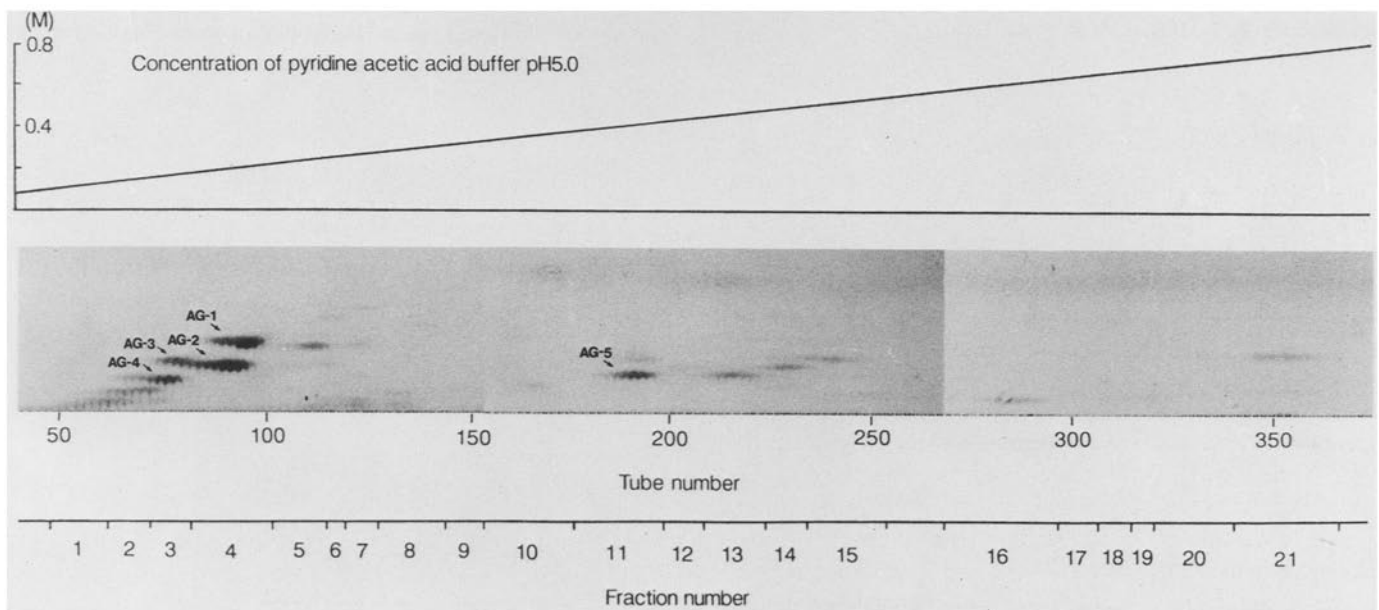 (M)
0.8
Concentration of pyridine acetic acid buffer pH5.0
0.4
AG-1
AG-3 AG-2
AG-4
AG-5
50 100 150 200 250 300 350
Tube number
1 2 3 4 5 6 7 8 9 10 11 12 13 14 15 16 17 18 19 20 21
Fraction number